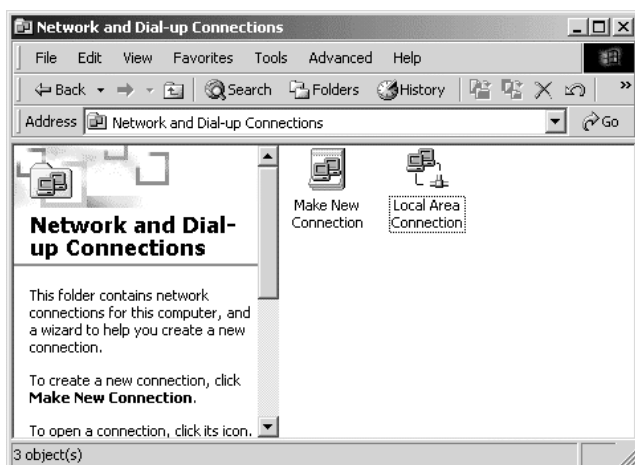 Network and Dial-up Connections
File Edit View Favorites Tools Advanced Help
Back Search Folders History »
Address Network and Dial-up Connections Go
Network and Dial-
up Connections
This folder contains network
connections for this computer, and
a wizard to help you create a new
connection.
To create a new connection, click
Make New Connection.
To open a connection, click its icon.
Make New
Connection
Local Area
Connection
3 object(s)